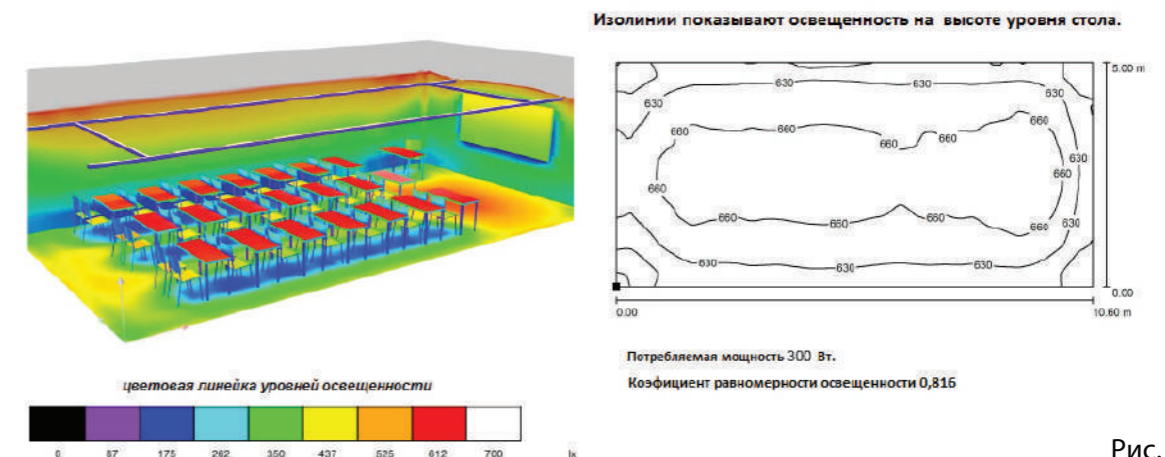 Изолинии показывают освещенность на высоте уровня стола.
630 630 630
5.00 m
660 660 660 660 660
630
660 660
660 660 660 660
630 630 630
0.00
0.00 10.60 m
Потребляемая мощность 300 Вт.
Коэфициент равномерности освещенности 0,816
цветовая линейка уровней освещенности
0 87 175 262 350 437 525 612 700 lx
Рис.